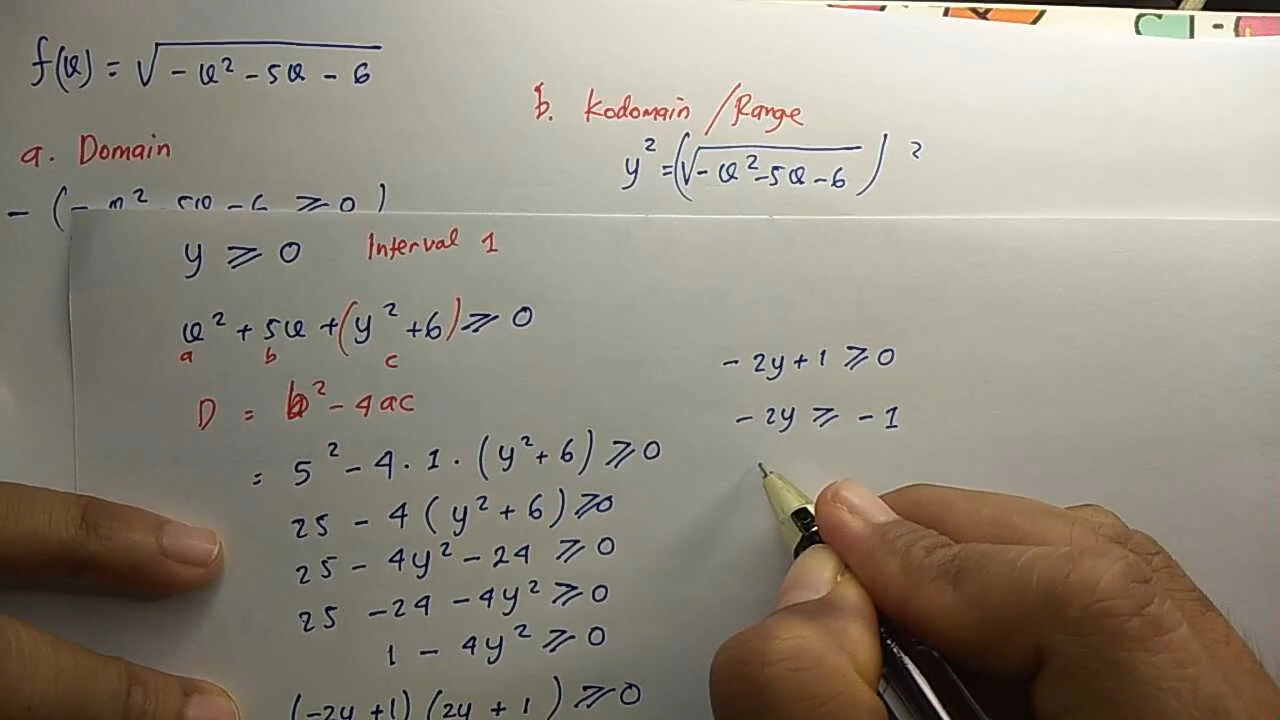 f(x) = √-x² - 5x - 6
a. Domain
b. Kodomain / Range
y² = (√-x² - 5x - 6) ²
y ≥ 0 Interval 1
x² + 5x + (y² + 6) ≥ 0
a b c
D = b² - 4ac
= 5² - 4 . 1 . (y² + 6) ≥ 0
25 - 4 (y² + 6) ≥ 0
25 - 4y² - 24 ≥ 0
25 - 24 - 4y² ≥ 0
1 - 4y² ≥ 0
(-2y + 1) (2y + 1) ≥ 0
-2y + 1 ≥ 0
-2y ≥ -1